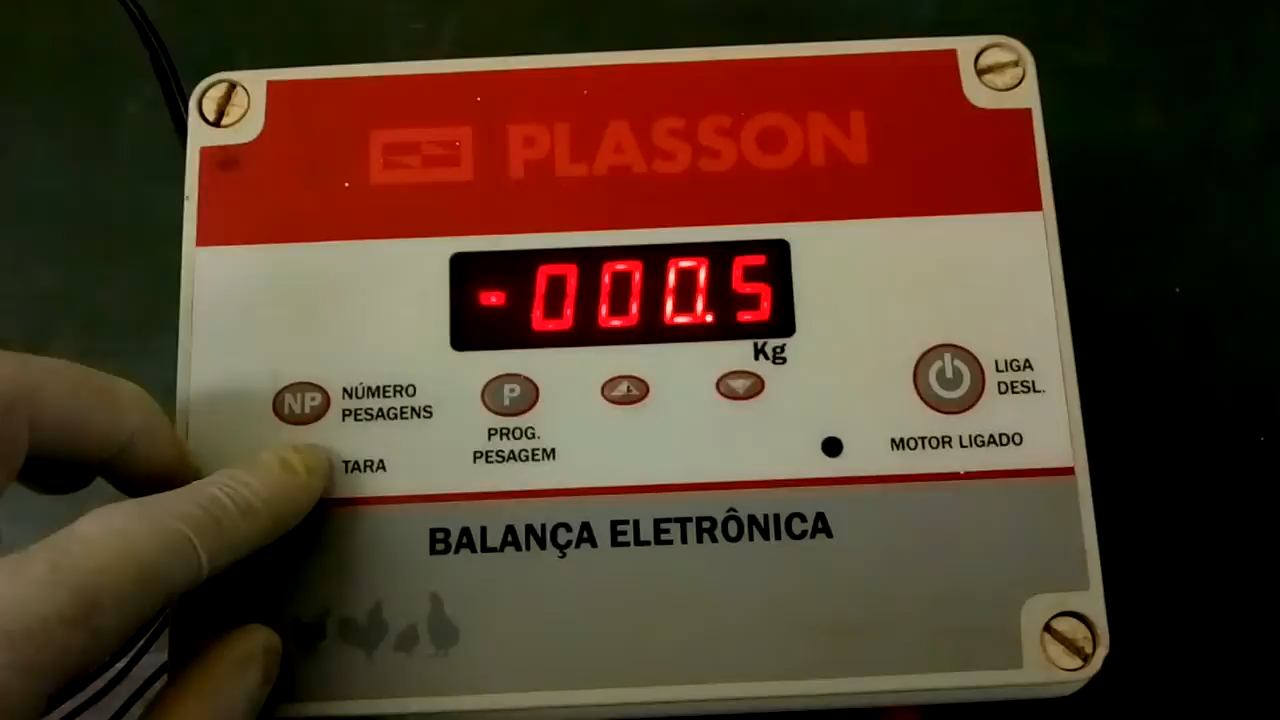 PLASSON
-000.5
Kg
NP NÚMERO
PESAGENS
P
PROG.
PESAGEM
LIGA
DESL.
TARA
MOTOR LIGADO
BALANÇA ELETRÔNICA